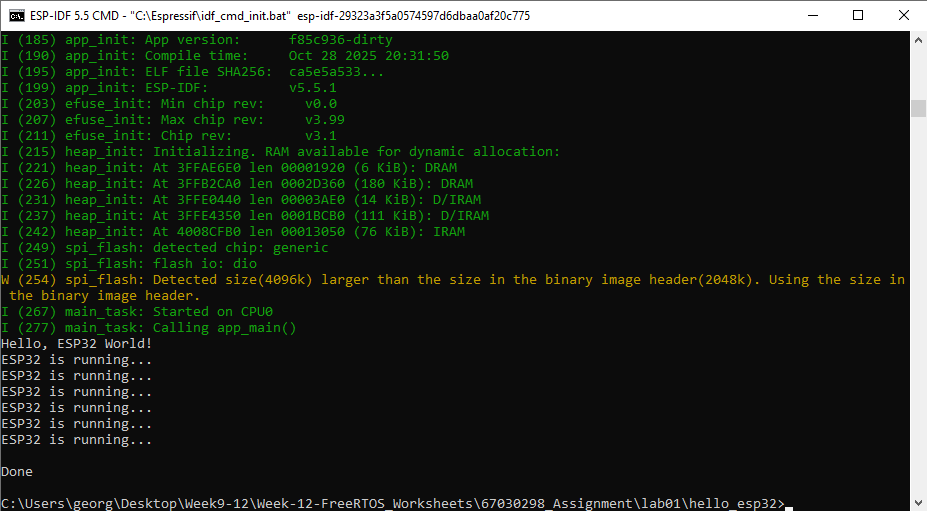 ESP-IDF 5.5 CMD - "C:\Espressif\idf_cmd_init.bat"  esp-idf-29323a3f5a0574597d6dbaa0af20c775
I (185) app_init: App version:      f85c936-dirty
I (190) app_init: Compile time:     Oct 28 2025 20:31:50
I (195) app_init: ELF file SHA256:  ca5e5a533...
I (199) app_init: ESP-IDF:          v5.5.1
I (203) efuse_init: Min chip rev:     v0.0
I (207) efuse_init: Max chip rev:     v3.99
I (211) efuse_init: Chip rev:         v3.1
I (215) heap_init: Initializing. RAM available for dynamic allocation:
I (221) heap_init: At 3FFAE6E0 len 00001920 (6 KiB): DRAM
I (226) heap_init: At 3FFB2CA0 len 0002D360 (180 KiB): DRAM
I (231) heap_init: At 3FFE0440 len 00003AE0 (14 KiB): D/IRAM
I (237) heap_init: At 3FFE4350 len 0001BCB0 (111 KiB): D/IRAM
I (242) heap_init: At 4008CFB0 len 00013050 (76 KiB): IRAM
I (249) spi_flash: detected chip: generic
I (251) spi_flash: flash io: dio
W (254) spi_flash: Detected size(4096k) larger than the size in the binary image header(2048k). Using the size in
 the binary image header.
I (267) main_task: Started on CPU0
I (277) main_task: Calling app_main()
Hello, ESP32 World!
ESP32 is running...
ESP32 is running...
ESP32 is running...
ESP32 is running...
ESP32 is running...
ESP32 is running...
Done
C:\Users\georg\Desktop\Week9-12\Week-12-FreeRTOS_Worksheets\67030298_Assignment\lab01\hello_esp32>